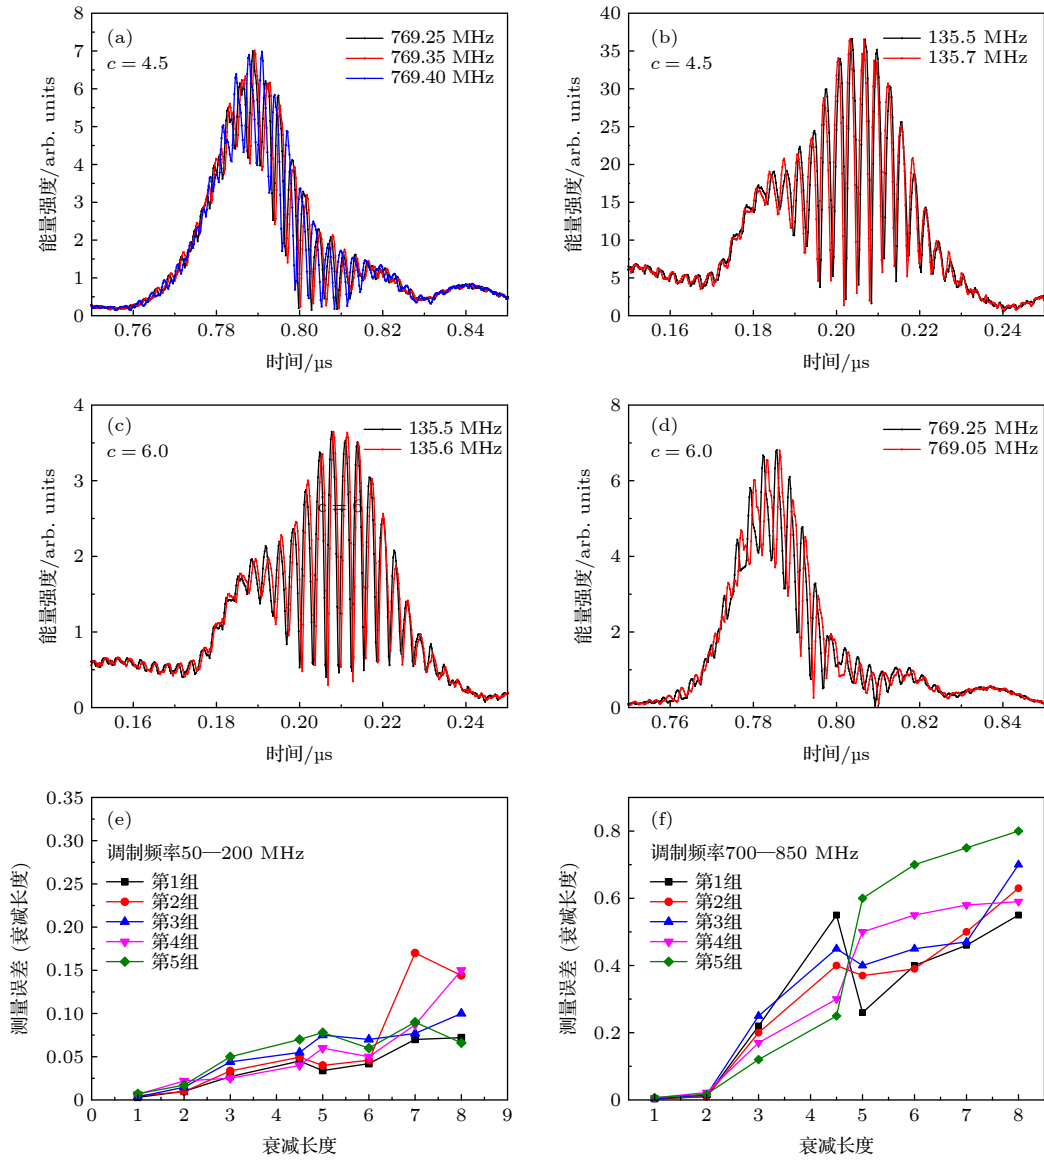 (a)
c = 4.5
769.25 MHz
769.35 MHz
769.40 MHz
8
7
6
5
4
3
2
1
0
能量强度/arb. units
0.76
0.78
0.80
0.82
0.84
时间/µs
(b)
c = 4.5
135.5 MHz
135.7 MHz
40
35
30
25
20
15
10
5
0
能量强度/arb. units
0.16
0.18
0.20
0.22
0.24
时间/µs
(c)
c = 6.0
135.5 MHz
135.6 MHz
c = 6
4
3
2
1
0
能量强度/arb. units
0.16
0.18
0.20
0.22
0.24
时间/µs
(d)
c = 6.0
769.25 MHz
769.05 MHz
8
6
4
2
0
能量强度/arb. units
0.76
0.78
0.80
0.82
0.84
时间/µs
(e)
调制频率50—200 MHz
第1组
第2组
第3组
第4组
第5组
0.35
0.30
0.25
0.20
0.15
0.10
0.05
0
测量误差 (衰减长度)
0
1
2
3
4
5
6
7
8
9
衰减长度
(f)
调制频率700—850 MHz
第1组
第2组
第3组
第4组
第5组
0.8
0.6
0.4
0.2
0
测量误差 (衰减长度)
1
2
3
4
5
6
7
8
衰减长度